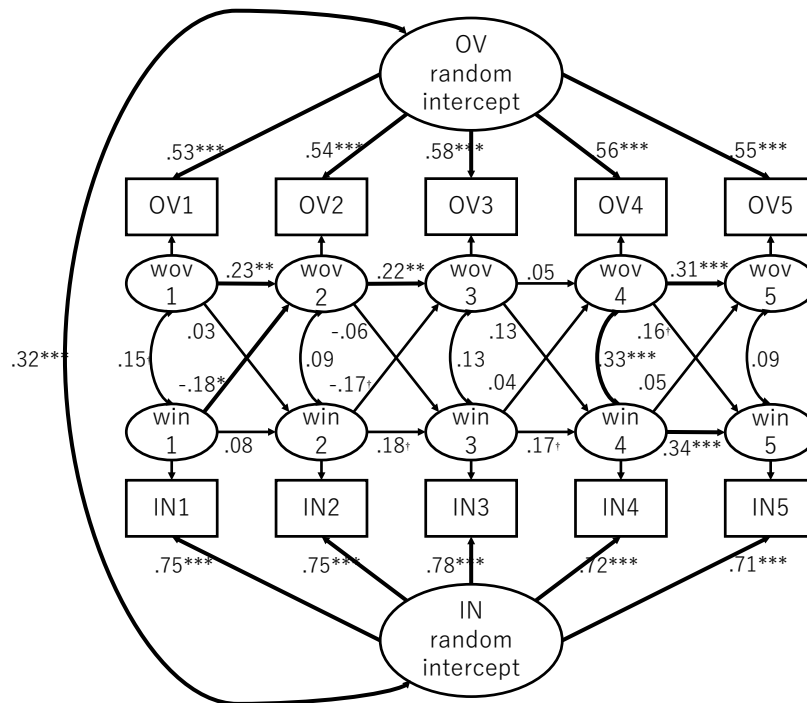 OV
random
intercept
.53***
.54***
.58***
.56***
.55***
OV1
OV2
OV3
OV4
OV5
wov
1
.23**
wov
2
.22**
wov
3
.05
wov
4
.31***
wov
5
.03
-.06
.13
.16†
.32***
.15†
.09
.13
.33***
.09
-.18*
-.17†
.04
.05
win
1
.08
win
2
.18†
win
3
.17†
win
4
.34***
win
5
IN1
IN2
IN3
IN4
IN5
.75***
.75***
.78***
.72***
.71***
IN
random
intercept